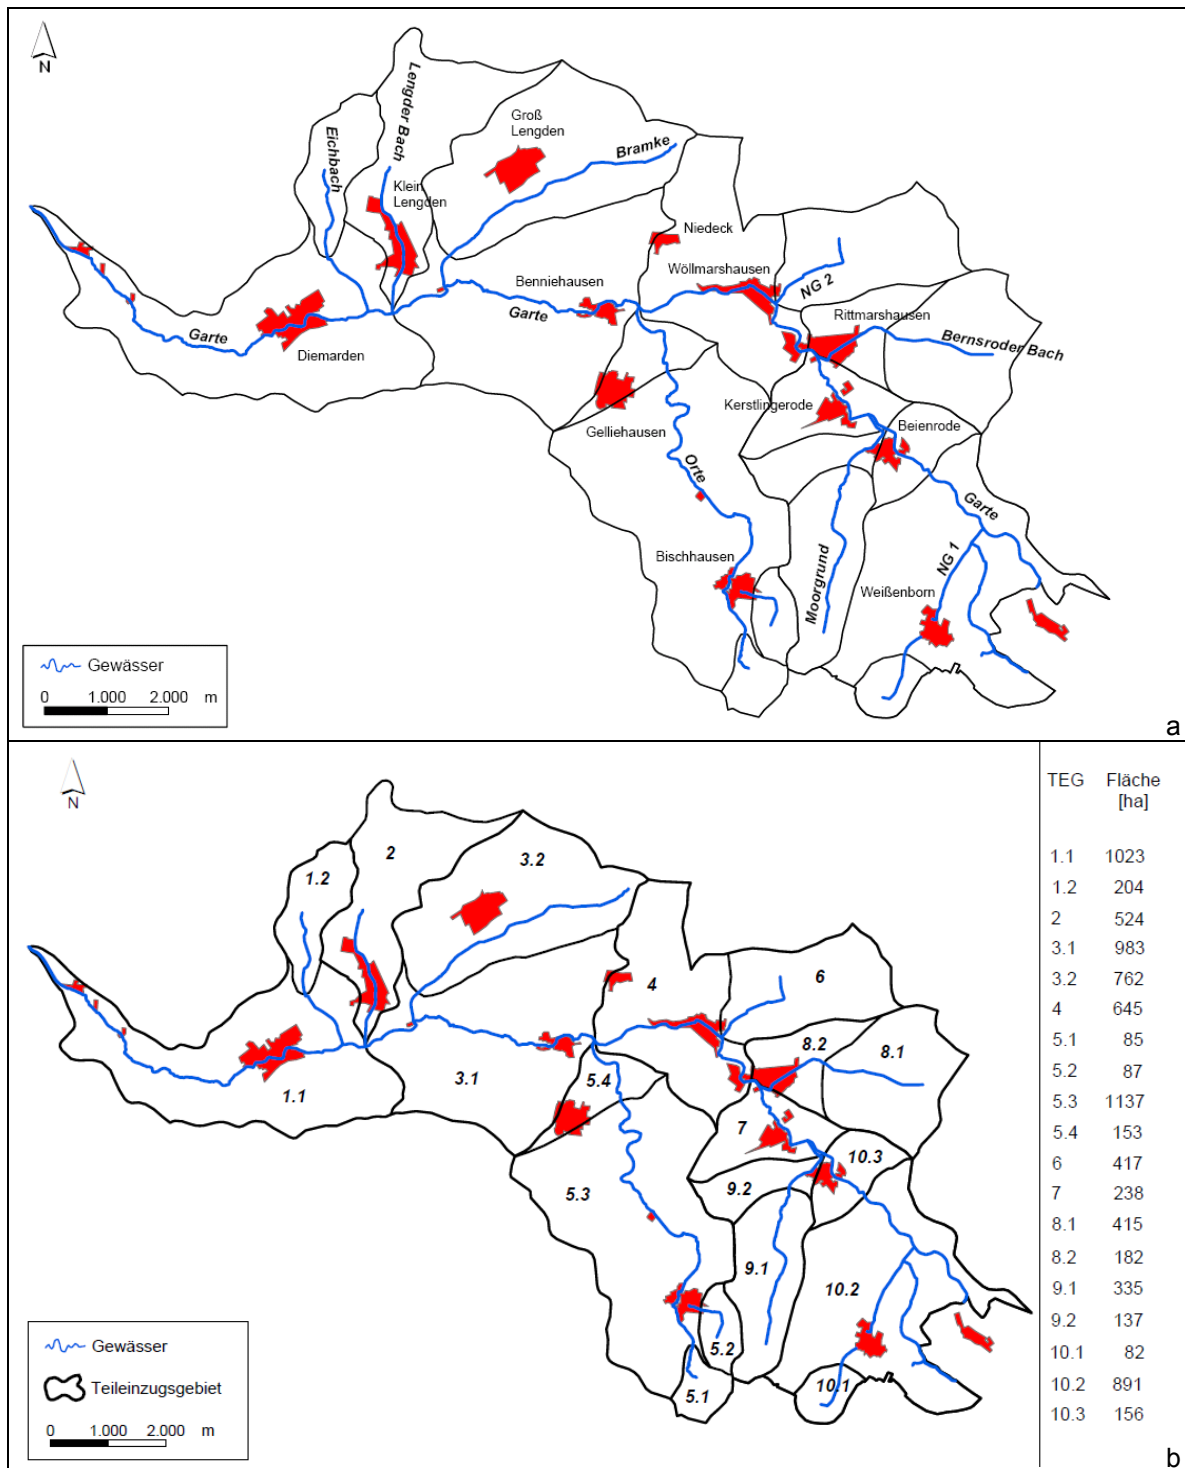 N
Lengder Bach
Eichbach
Groß
Lengden
Bramke
Klein
Lengden
Niedeck
Wöllmarshausen
NG 2
Benniehausen
Garte
Rittmarshausen
Bernsroder Bach
Garte
Diemarden
Kerstlingerode
Beienrode
Gelliehausen
Orte
Garte
Bischhausen
Moorgrund
NG 1
Weißenborn
Gewässer
0 1.000 2.000 m
a
N
TEG Fläche
[ha]
1.1 1023
1.2 204
2 524
3.1 983
3.2 762
4 645
5.1 85
5.2 87
5.3 1137
5.4 153
6 417
7 238
8.1 415
8.2 182
9.1 335
9.2 137
10.1 82
10.2 891
10.3 156
2
3.2
1.2
4
6
8.2
8.1
3.1
5.4
1.1
7
10.3
9.2
5.3
9.1
10.2
5.2
10.1
5.1
Gewässer
Teileinzugsgebiet
0 1.000 2.000 m
b